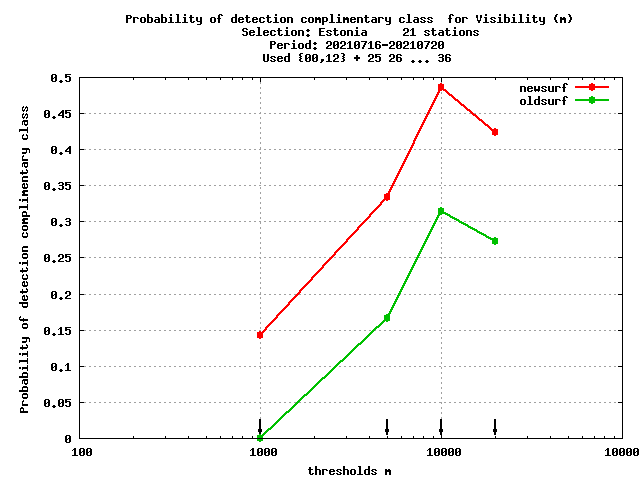 Probability of detection complimentary class  for Visibility (m)
Selection: Estonia     21 stations
Period: 20210716-20210720
Used {00,12} + 25 26 ... 36
newsurf
oldsurf
Probability of detection complimentary class
0.5
0.45
0.4
0.35
0.3
0.25
0.2
0.15
0.1
0.05
0
100 1000 10000 100000
thresholds m